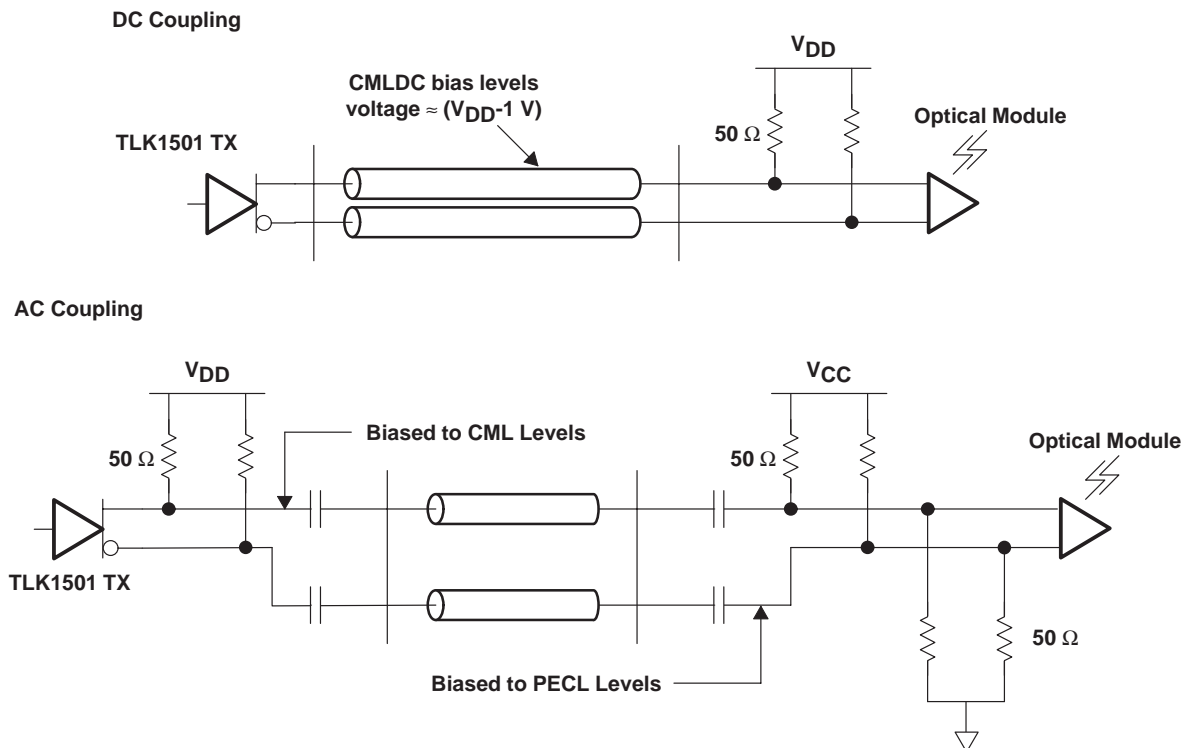 DC Coupling
CMLDC bias levels
voltage ≈ (VDD-1 V)
VDD
50 Ω
Optical Module
TLK1501 TX
AC Coupling
VDD
VCC
Biased to CML Levels
50 Ω
50 Ω
Optical Module
TLK1501 TX
50 Ω
Biased to PECL Levels